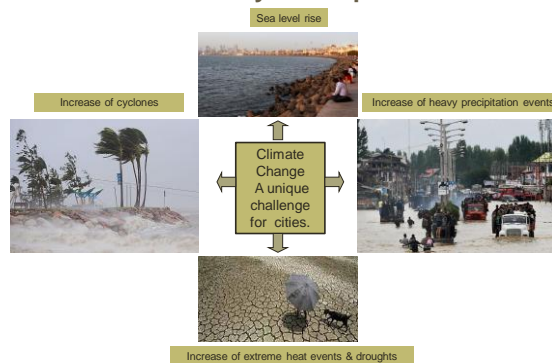 Sea level rise
Increase of cyclones
Increase of heavy precipitation events
Climate
Change
A unique
challenge
for cities.
Increase of extreme heat events & droughts